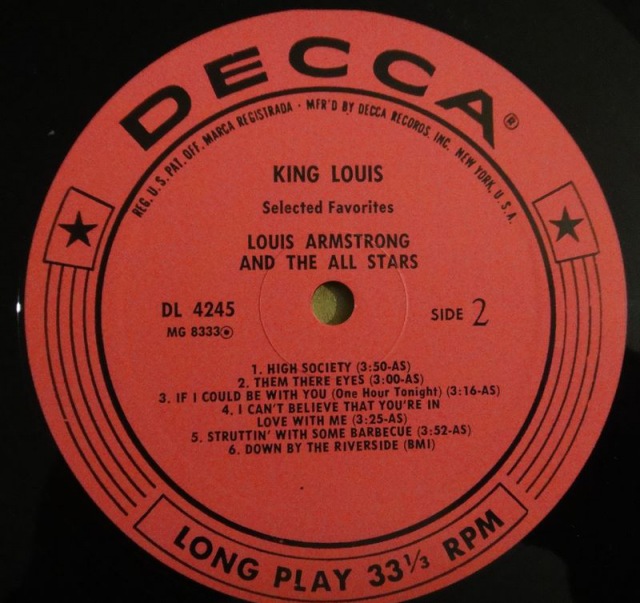 DECCA®
REG. U.S. PAT. OFF. MARCA REGISTRADA · MFR'D BY DECCA RECORDS, INC. NEW YORK, U.S.A.
KING LOUIS
Selected Favorites
LOUIS ARMSTRONG
AND THE ALL STARS
DL 4245
SIDE 2
MG 8333
1. HIGH SOCIETY (3:50-AS)
2. THEM THERE EYES (3:00-AS)
3. IF I COULD BE WITH YOU (One Hour Tonight) (3:16-AS)
4. I CAN'T BELIEVE THAT YOU'RE IN
LOVE WITH ME (3:25-AS)
5. STRUTTIN' WITH SOME BARBECUE (3:52-AS)
6. DOWN BY THE RIVERSIDE (BMI)
LONG PLAY 33⅓ RPM